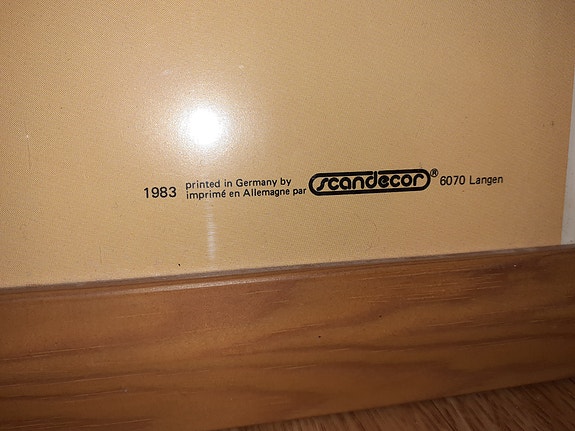 1983 printed in Germany by scandecor® 6070 Langen
imprimé en Allemagne par